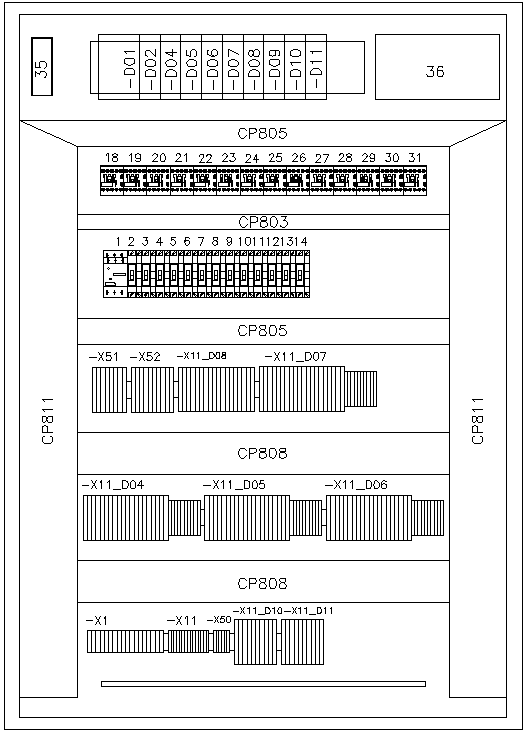 35
-D01 -D02 -D04 -D05 -D06 -D07 -D08 -D09 -D10 -D11
36
CP805
18 19 20 21 22 23 24 25 26 27 28 29 30 31
CP803
1 2 3 4 5 6 7 8 9 10 11 12 13 14
CP805
-X51 -X52 -X11_D08 -X11_D07
CP811
CP811
CP808
-X11_D04 -X11_D05 -X11_D06
CP808
-X1 -X11 -X50 -X11_D10 -X11_D11